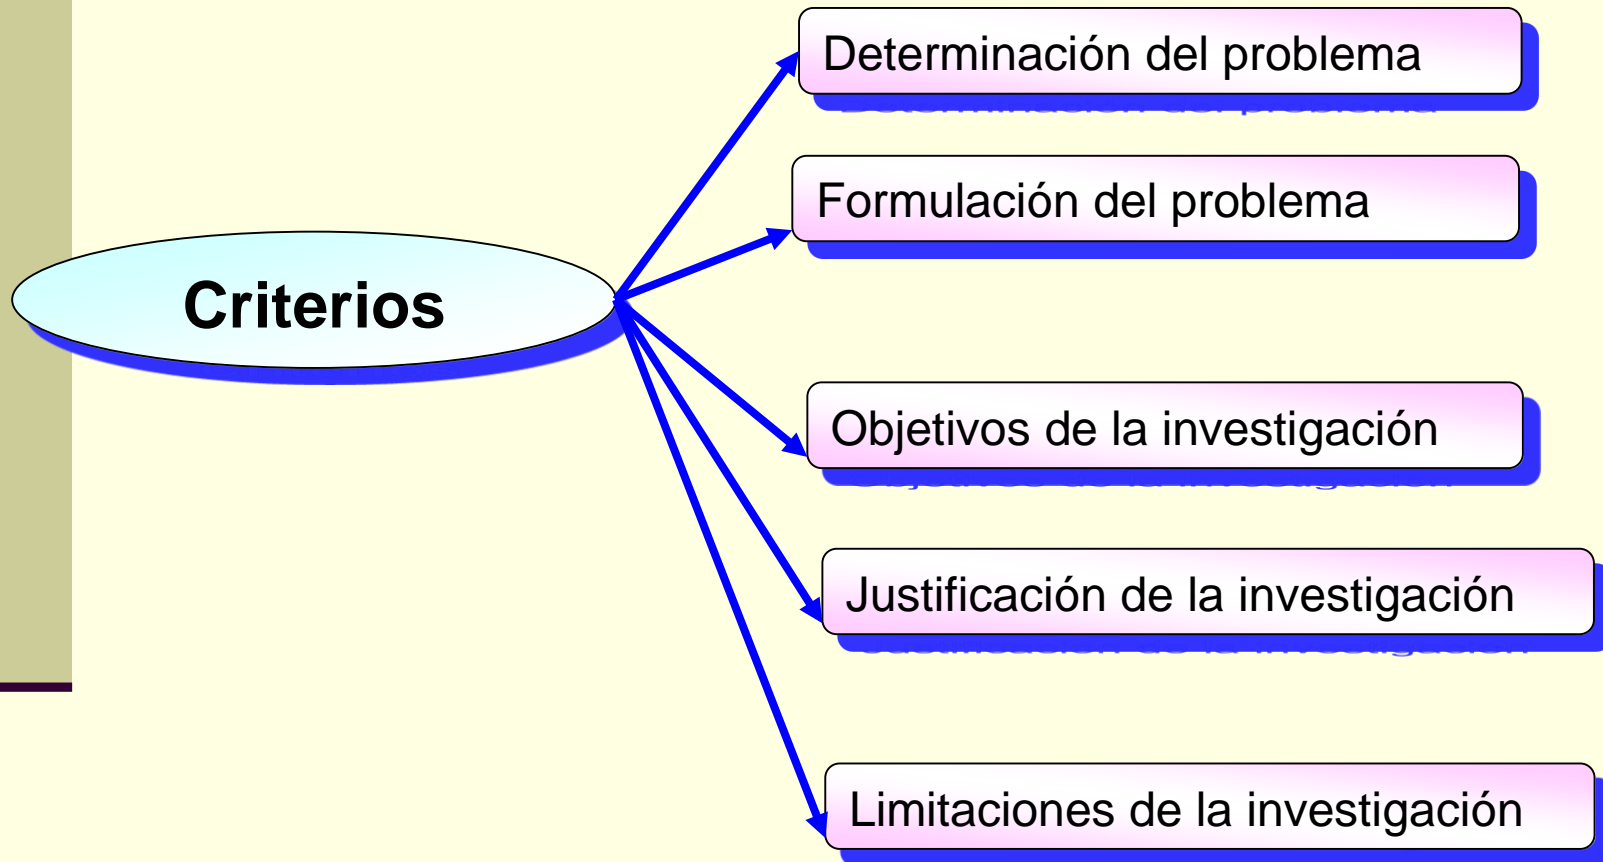 Determinación del problema
Formulación del problema
Criterios
Objetivos de la investigación
Justificación de la investigación
Limitaciones de la investigación